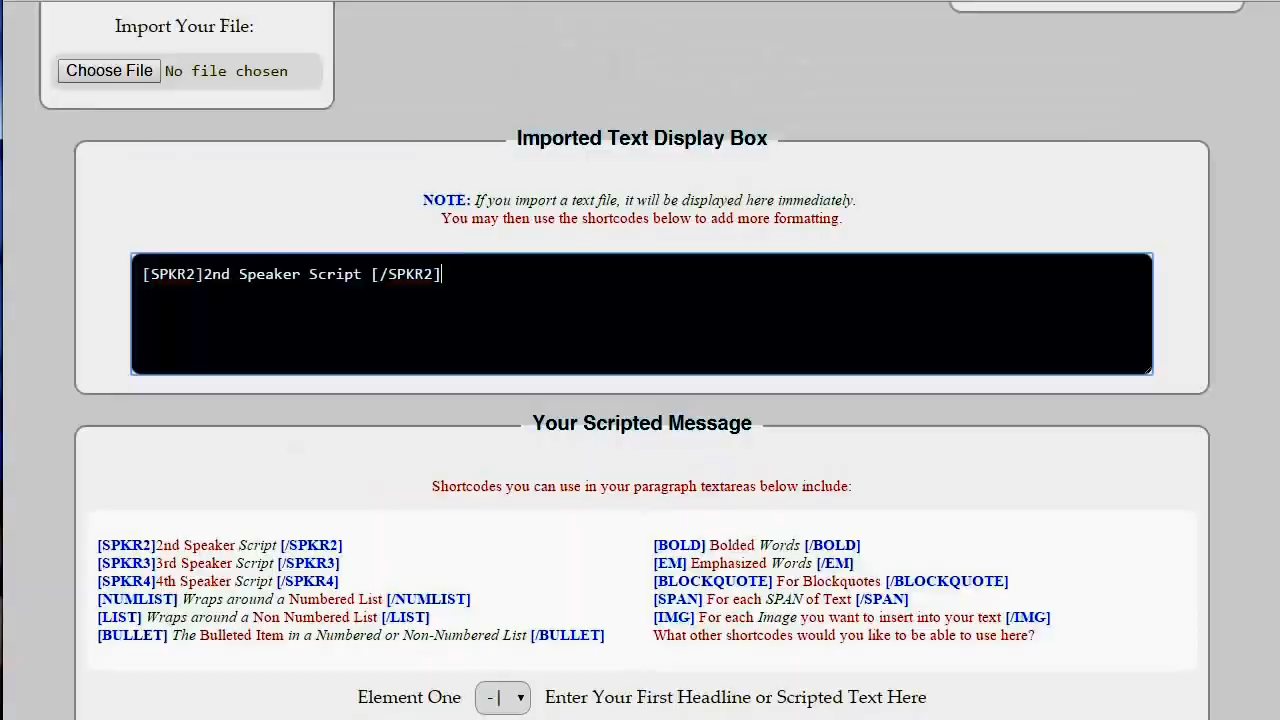 Import Your File:
Choose File No file chosen
Imported Text Display Box
NOTE: If you import a text file, it will be displayed here immediately.
You may then use the shortcodes below to add more formatting.
[SPKR2]2nd Speaker Script [/SPKR2]
Your Scripted Message
Shortcodes you can use in your paragraph textareas below include:
[SPKR2]2nd Speaker Script [/SPKR2]
[SPKR3]3rd Speaker Script [/SPKR3]
[SPKR4]4th Speaker Script [/SPKR4]
[NUMLIST] Wraps around a Numbered List [/NUMLIST]
[LIST] Wraps around a Non Numbered List [/LIST]
[BULLET] The Bulleted Item in a Numbered or Non-Numbered List [/BULLET]
[BOLD] Bolded Words [/BOLD]
[EM] Emphasized Words [/EM]
[BLOCKQUOTE] For Blockquotes [/BLOCKQUOTE]
[SPAN] For each SPAN of Text [/SPAN]
[IMG] For each Image you want to insert into your text [/IMG]
What other shortcodes would you like to be able to use here?
Element One -| Enter Your First Headline or Scripted Text Here